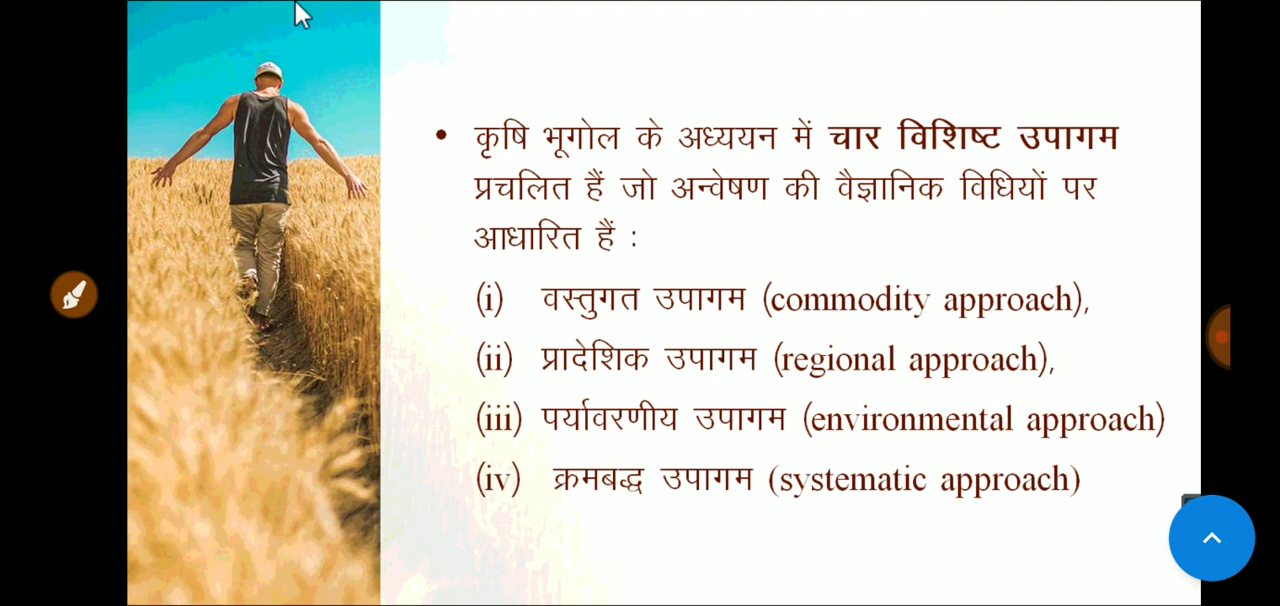 • कृषि भूगोल के अध्ययन में चार विशिष्ट उपागम
प्रचलित हैं जो अन्वेषण की वैज्ञानिक विधियों पर
आधारित हैं :
(i) वस्तुगत उपागम (commodity approach),
(ii) प्रादेशिक उपागम (regional approach),
(iii) पर्यावरणीय उपागम (environmental approach)
(iv) क्रमबद्ध उपागम (systematic approach)